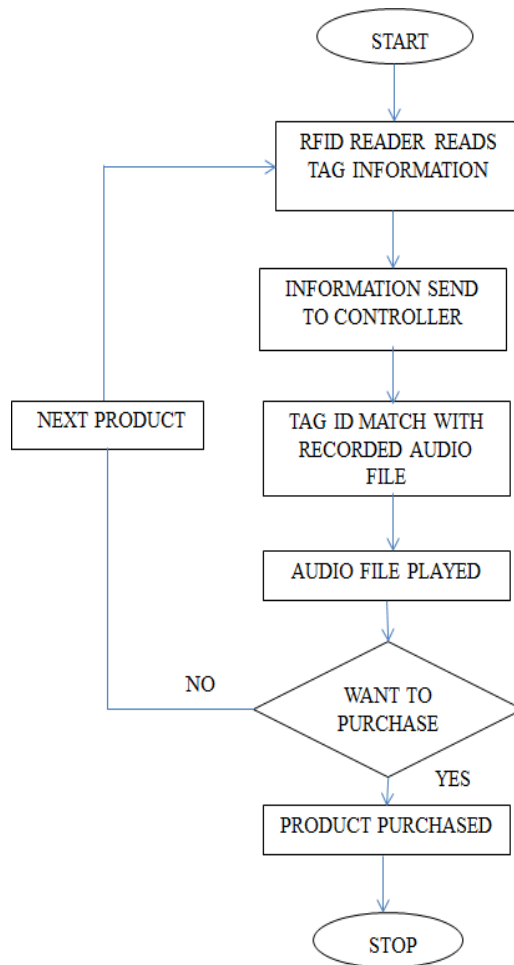 START
RFID READER READS
TAG INFORMATION
INFORMATION SEND
TO CONTROLLER
NEXT PRODUCT
TAG ID MATCH WITH
RECORDED AUDIO
FILE
AUDIO FILE PLAYED
NO
WANT TO
PURCHASE
YES
PRODUCT PURCHASED
STOP